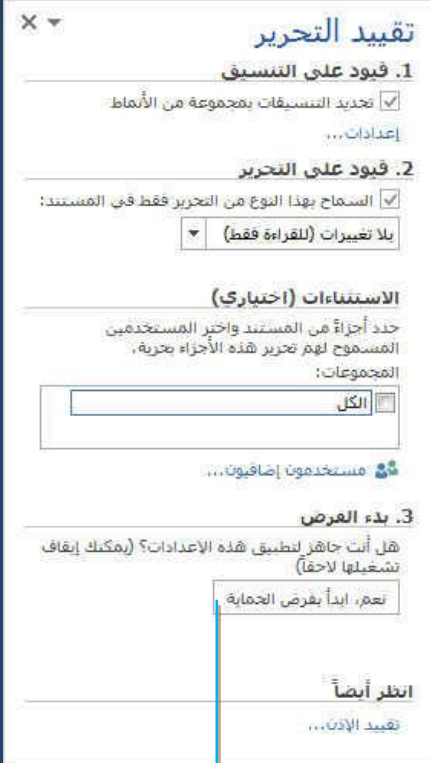 تقييد التحرير
1. قيود على التنسيق
تحديد التنسيقات بمجموعة من الأنماط
إعدادات...
2. قيود على التحرير
السماح بهذا النوع من التحرير فقط في المستند:
بلا تغييرات (للقراءة فقط)
الاستثناءات (اختياري)
حدد أجزاءً من المستند واختر المستخدمين
المسموح لهم تحرير هذه الأجزاء بحرية.
المجموعات:
الكل
مستخدمون إضافيون...
3. بدء الفرض
هل أنت جاهز لتطبيق هذه الإعدادات؟ (يمكنك إيقاف
تشغيلها لاحقاً)
نعم، ابدأ بفرض الحماية
انظر أيضاً
تقييد الإذن...